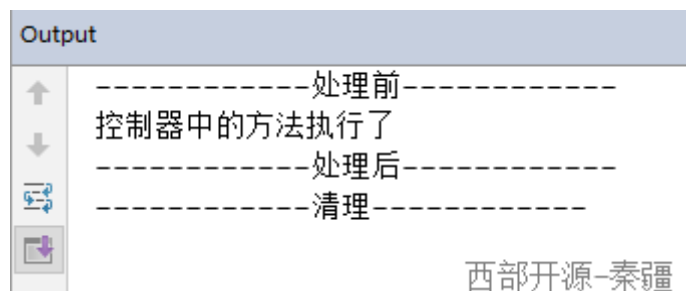 Output
------------处理前------------
控制器中的方法执行了
------------处理后------------
------------清理------------
西部开源-秦疆